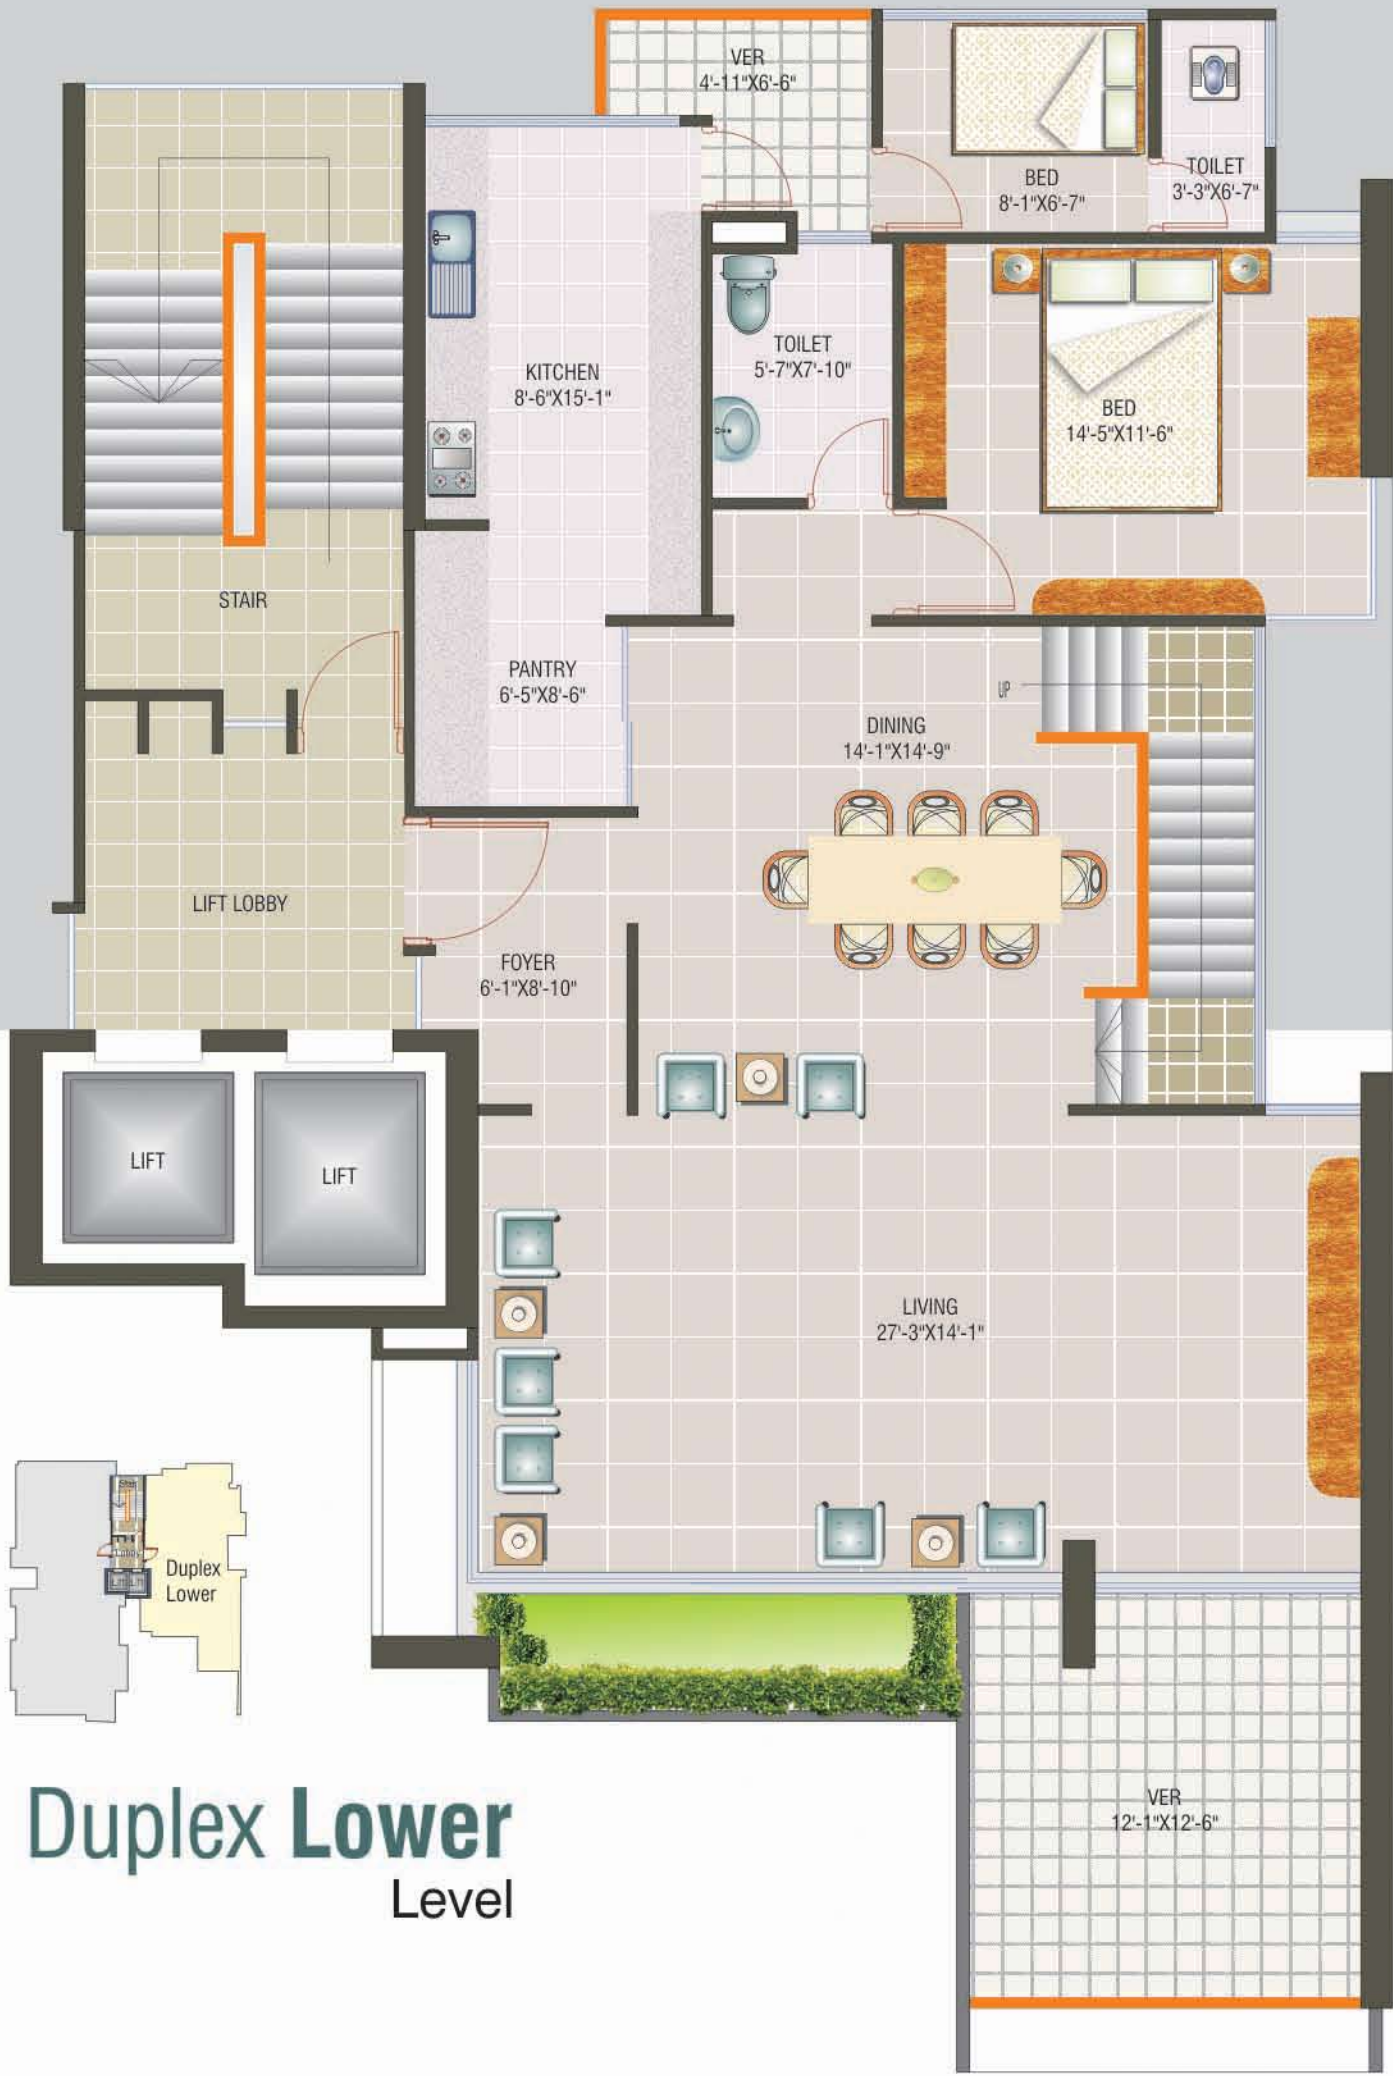 VER
4'-11"X6'-6"
BED
8'-1"X6'-7"
TOILET
3'-3"X6'-7"
KITCHEN
8'-6"X15'-1"
TOILET
5'-7"X7'-10"
BED
14'-5"X11'-6"
STAIR
PANTRY
6'-5"X8'-6"
UP
DINING
14'-1"X14'-9"
LIFT LOBBY
FOYER
6'-1"X8'-10"
LIFT
LIFT
LIVING
27'-3"X14'-1"
Duplex
Lower
VER
12'-1"X12'-6"
Duplex Lower
Level